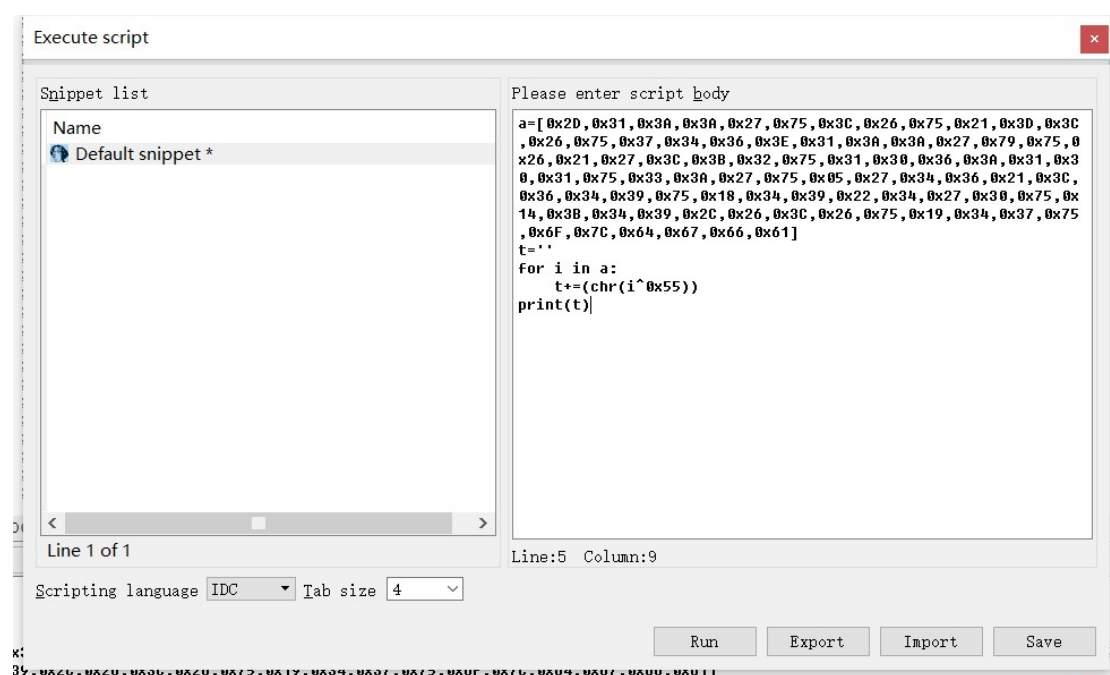 Execute script
Snippet list
Name
Default snippet *
Line 1 of 1
Please enter script body
a=[0x2D,0x31,0x3A,0x3A,0x27,0x75,0x3C,0x26,0x75,0x21,0x3D,0x3C
,0x26,0x75,0x37,0x34,0x36,0x3E,0x31,0x3A,0x3A,0x27,0x79,0x75,0
x26,0x21,0x27,0x3C,0x3B,0x32,0x75,0x31,0x30,0x36,0x3A,0x31,0x3
0,0x31,0x75,0x33,0x3A,0x27,0x75,0x05,0x27,0x34,0x36,0x21,0x3C,
0x36,0x34,0x39,0x75,0x18,0x34,0x39,0x22,0x34,0x27,0x30,0x75,0x
14,0x3B,0x34,0x39,0x2C,0x26,0x3C,0x26,0x75,0x19,0x34,0x37,0x75
,0x6F,0x7C,0x64,0x67,0x66,0x61]
t=''
for i in a:
    t+=(chr(i^0x55))
print(t)
Line:5 Column:9
Scripting language IDC Tab size 4
Run Export Import Save